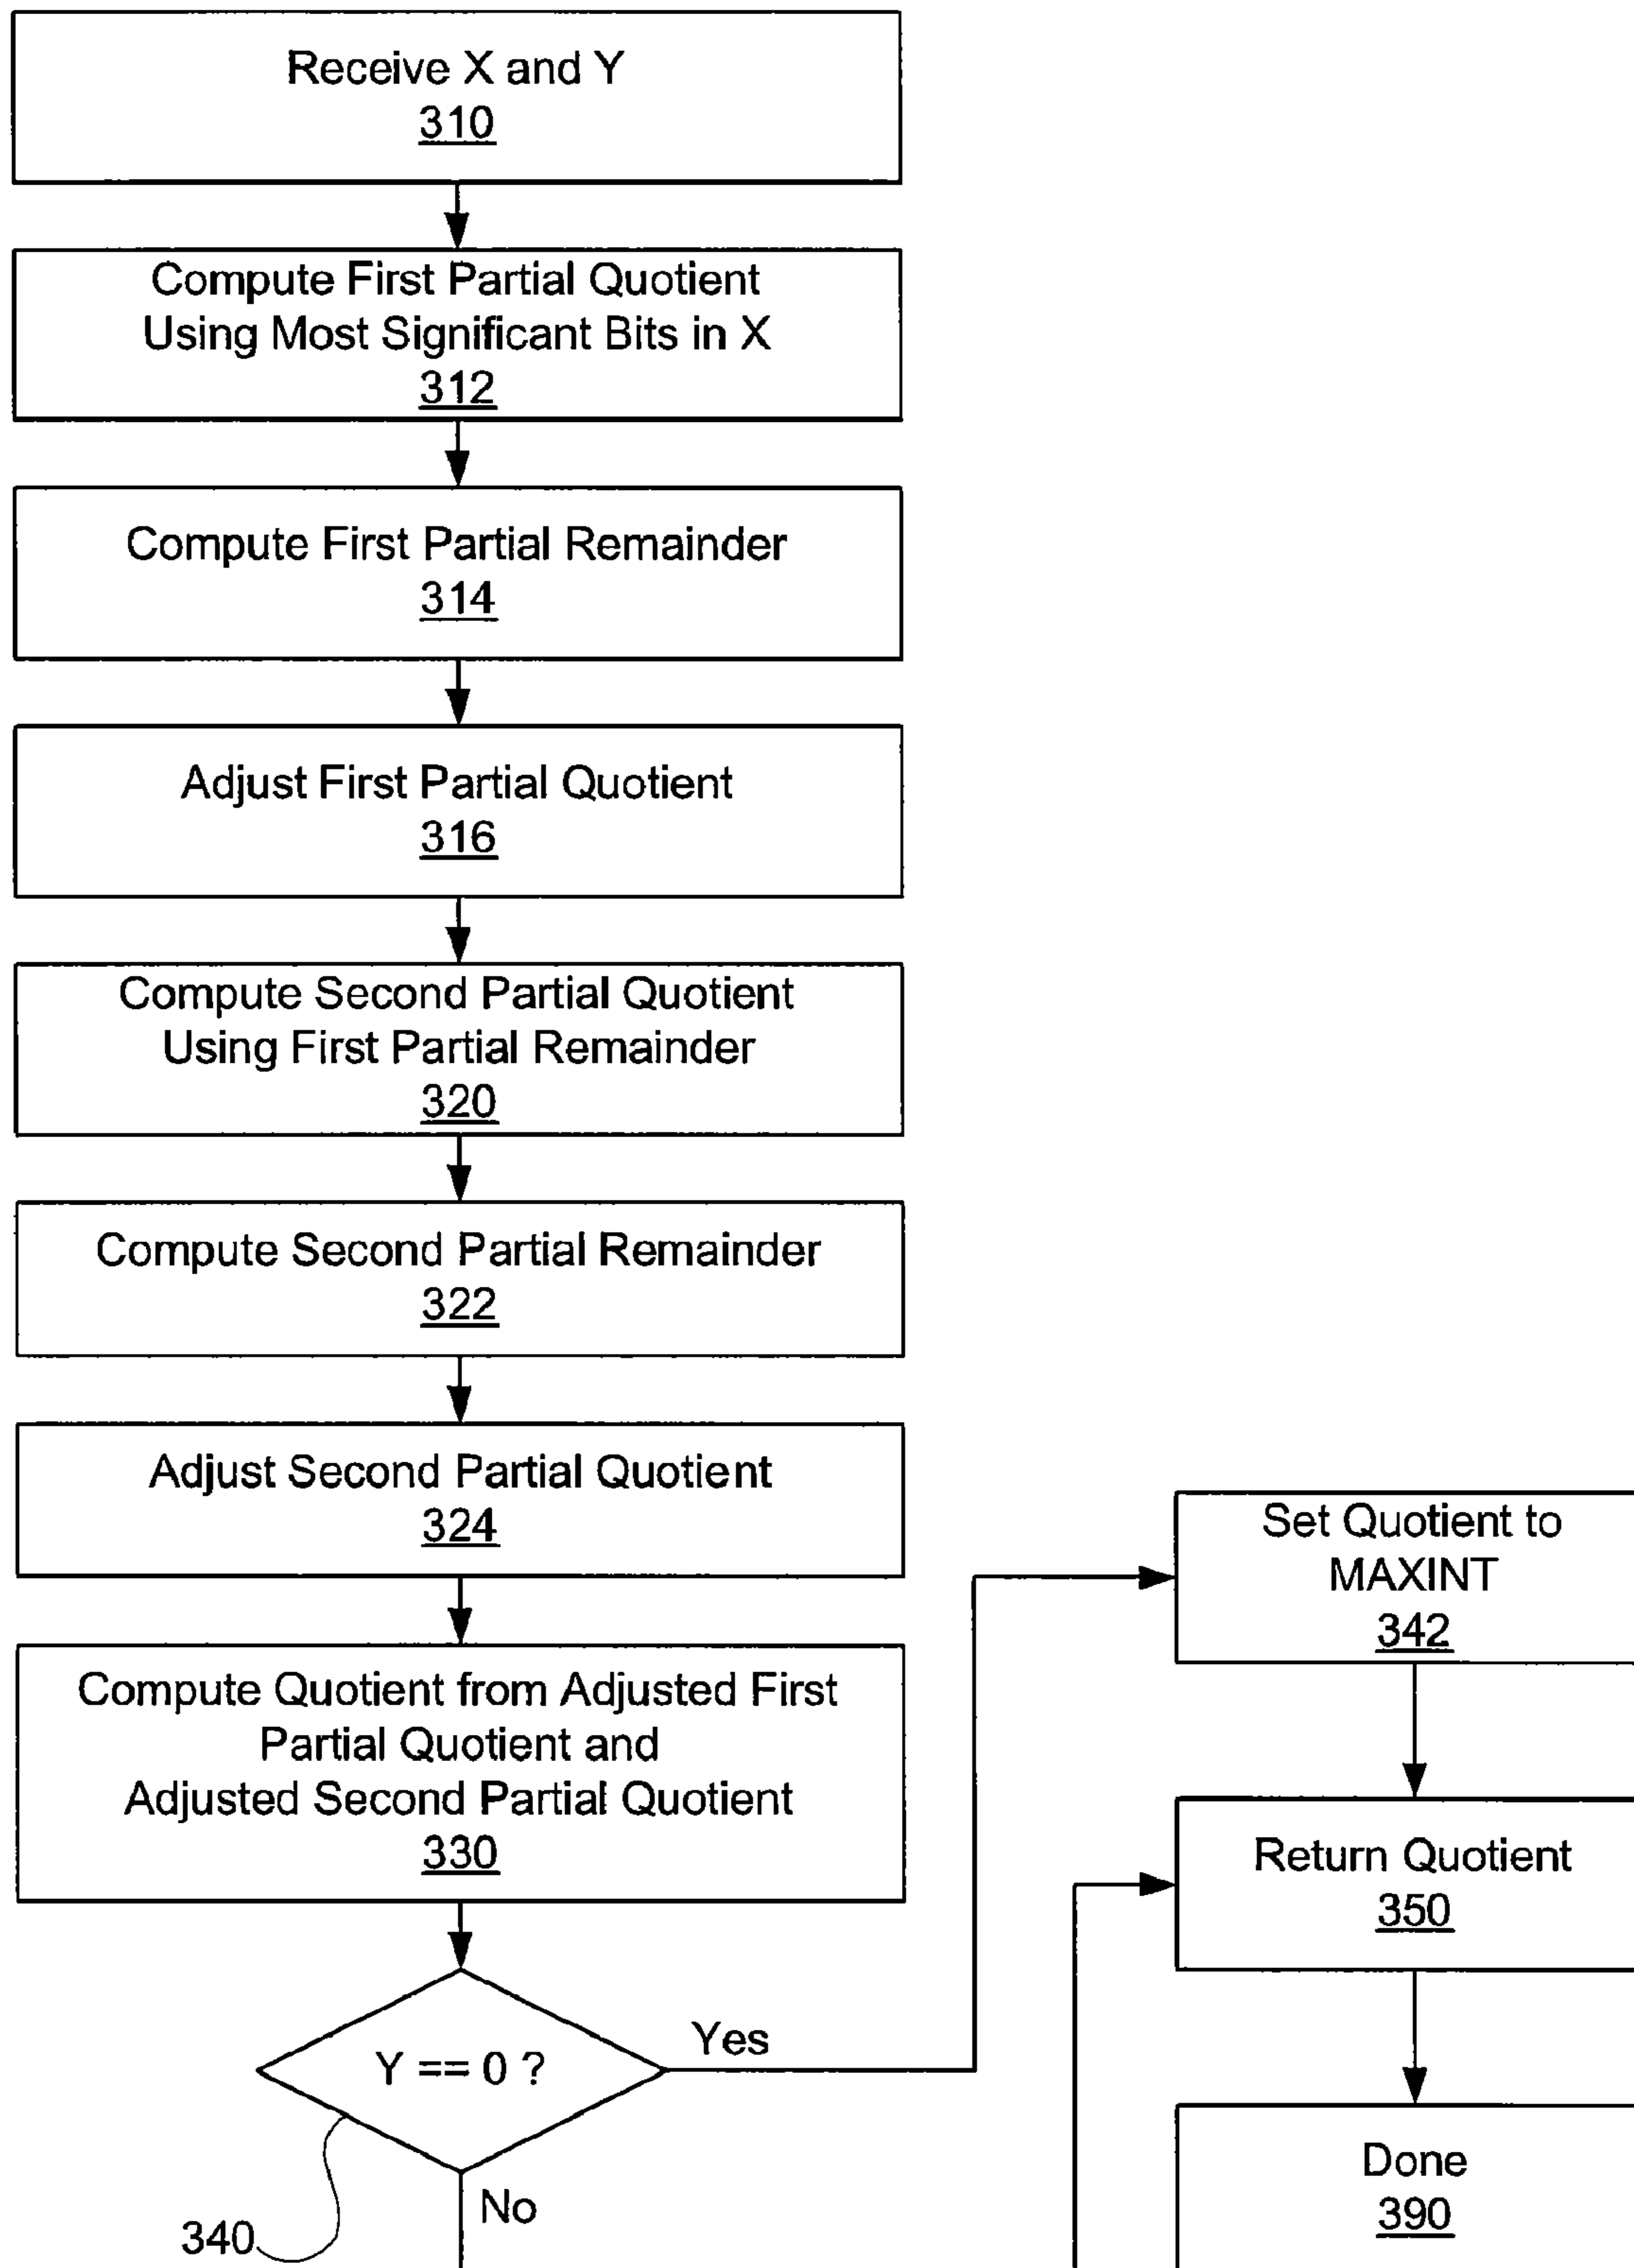 Receive X and Y
310
Compute First Partial Quotient
Using Most Significant Bits in X
312
Compute First Partial Remainder
314
Adjust First Partial Quotient
316
Compute Second Partial Quotient
Using First Partial Remainder
320
Compute Second Partial Remainder
322
Adjust Second Partial Quotient
324
Compute Quotient from Adjusted First
Partial Quotient and
Adjusted Second Partial Quotient
330
Y == 0 ?
Yes
No
340
Set Quotient to
MAXINT
342
Return Quotient
350
Done
390